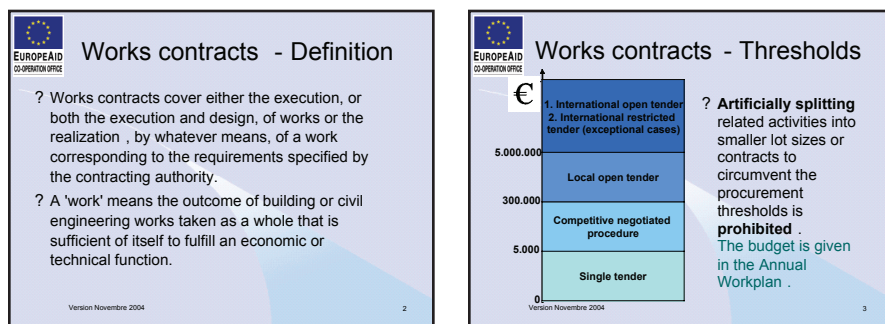 EUROPEAID
CO-OPERATION OFFICE
Works contracts - Definition
? Works contracts cover either the execution, or
both the execution and design, of works or the
realization , by whatever means, of a work
corresponding to the requirements specified by
the contracting authority.
? A 'work' means the outcome of building or civil
engineering works taken as a whole that is
sufficient of itself to fulfill an economic or
technical function.
Version Novembre 2004
2
EUROPEAID
CO-OPERATION OFFICE
Works contracts - Thresholds
€
1. International open tender
2. International restricted
tender (exceptional cases)
5.000.000
Local open tender
300.000
Competitive negotiated
procedure
5.000
Single tender
0
? Artificially splitting
related activities into
smaller lot sizes or
contracts to
circumvent the
procurement
thresholds is
prohibited .
The budget is given
in the Annual
Workplan .
Version Novembre 2004
3